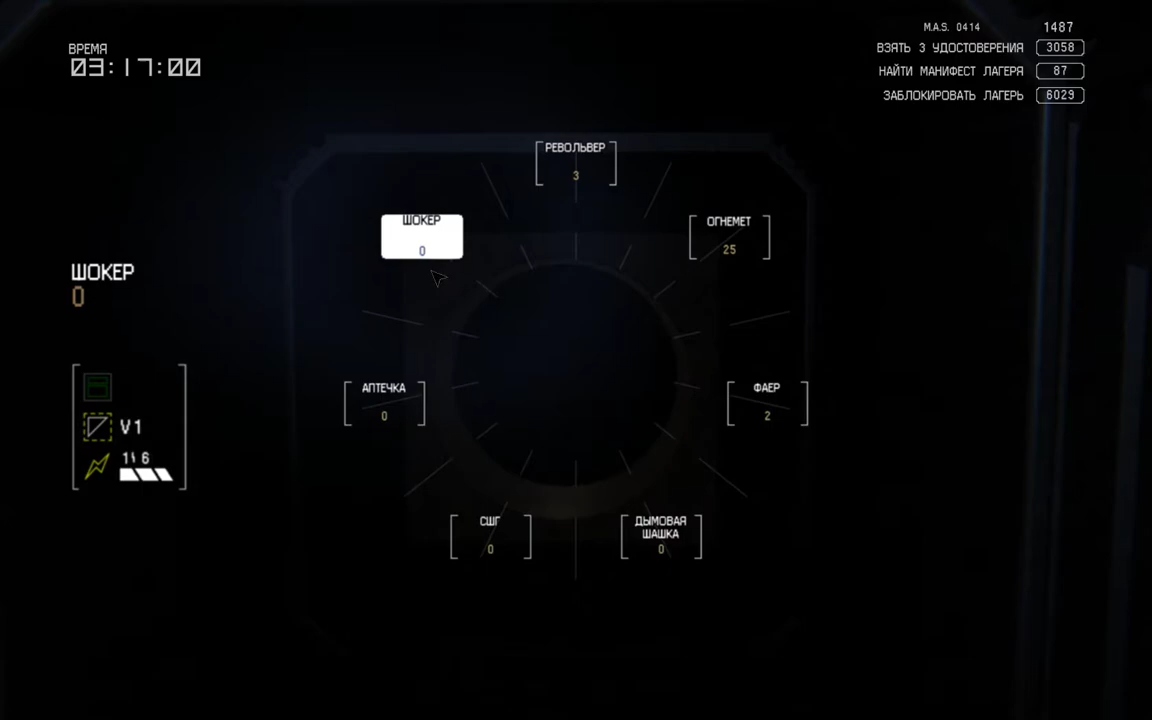 ВРЕМЯ
03:17:00
M.A.S. 0414 1487
ВЗЯТЬ 3 УДОСТОВЕРЕНИЯ 3058
НАЙТИ МАНИФЕСТ ЛАГЕРЯ 87
ЗАБЛОКИРОВАТЬ ЛАГЕРЬ 6029
РЕВОЛЬВЕР
3
ШОКЕР
0
ОГНЕМЕТ
25
ШОКЕР
0
АПТЕЧКА
0
ФАЕР
2
V1
СШГ
0
ДЫМОВАЯ
ШАШКА
0